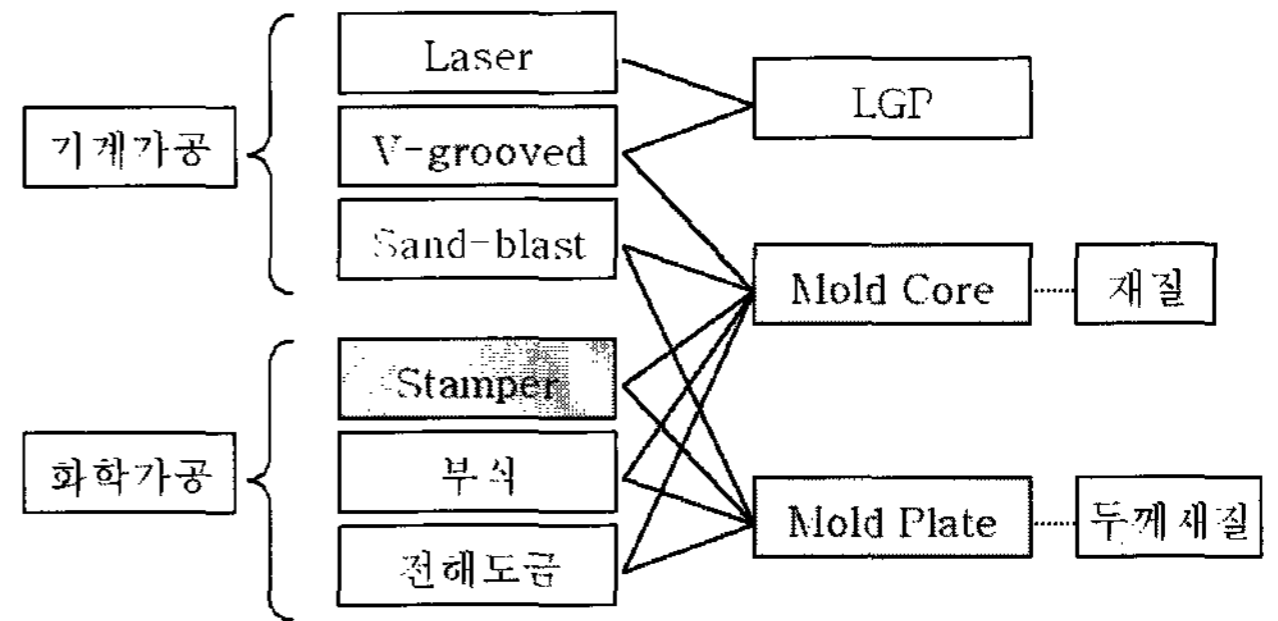 Laser
LGP
기계가공
V-grooved
Sand-blast
Mold Core
재질
Stamper
화학가공
부식
Mold Plate
두께재질
전해도금